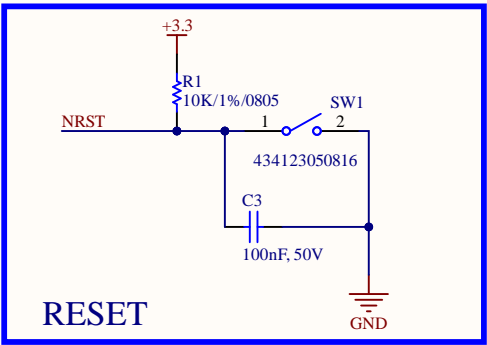 +3.3
R1
10K/1%/0805
NRST
SW1
1 2
434123050816
C3
100nF, 50V
RESET
GND